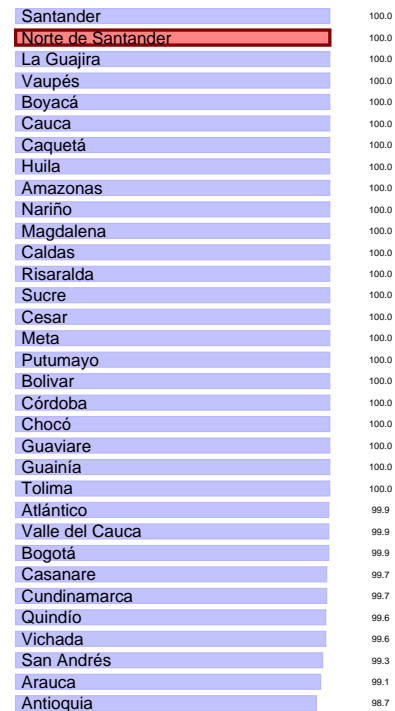 Santander 100.0
Norte de Santander 100.0
La Guajira 100.0
Vaupés 100.0
Boyacá 100.0
Cauca 100.0
Caquetá 100.0
Huila 100.0
Amazonas 100.0
Nariño 100.0
Magdalena 100.0
Caldas 100.0
Risaralda 100.0
Sucre 100.0
Cesar 100.0
Meta 100.0
Putumayo 100.0
Bolivar 100.0
Córdoba 100.0
Chocó 100.0
Guaviare 100.0
Guainía 100.0
Tolima 100.0
Atlántico 99.9
Valle del Cauca 99.9
Bogotá 99.9
Casanare 99.7
Cundinamarca 99.7
Quindío 99.6
Vichada 99.6
San Andrés 99.3
Arauca 99.1
Antioquia 98.7